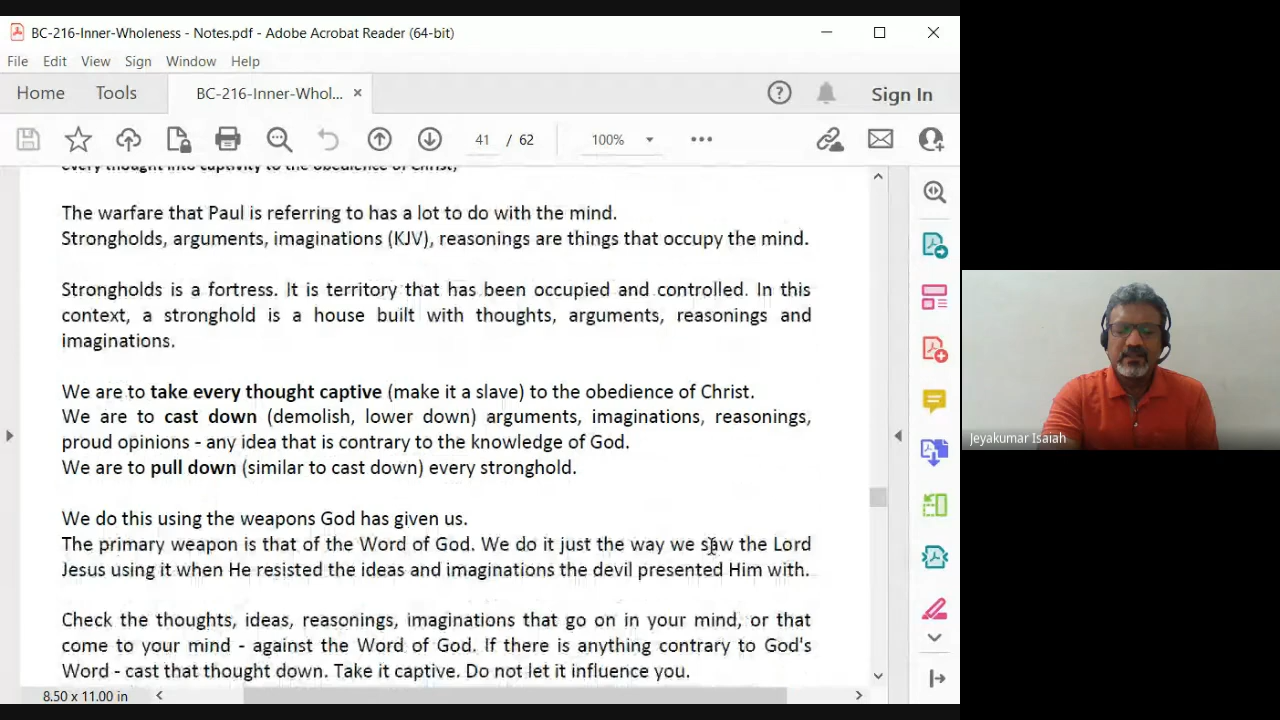 BC-216-Inner-Wholeness - Notes.pdf - Adobe Acrobat Reader (64-bit)
File Edit View Sign Window Help
Home Tools BC-216-Inner-Whol... × Sign In
41 / 62 100%
every thought into captivity to the obedience of Christ,
The warfare that Paul is referring to has a lot to do with the mind.
Strongholds, arguments, imaginations (KJV), reasonings are things that occupy the mind.
Strongholds is a fortress. It is territory that has been occupied and controlled. In this
context, a stronghold is a house built with thoughts, arguments, reasonings and
imaginations.
We are to take every thought captive (make it a slave) to the obedience of Christ.
We are to cast down (demolish, lower down) arguments, imaginations, reasonings,
proud opinions - any idea that is contrary to the knowledge of God.
We are to pull down (similar to cast down) every stronghold.
We do this using the weapons God has given us.
The primary weapon is that of the Word of God. We do it just the way we saw the Lord
Jesus using it when He resisted the ideas and imaginations the devil presented Him with.
Check the thoughts, ideas, reasonings, imaginations that go on in your mind, or that
come to your mind - against the Word of God. If there is anything contrary to God's
Word - cast that thought down. Take it captive. Do not let it influence you.
8.50 x 11.00 in
Jeyakumar Isaiah